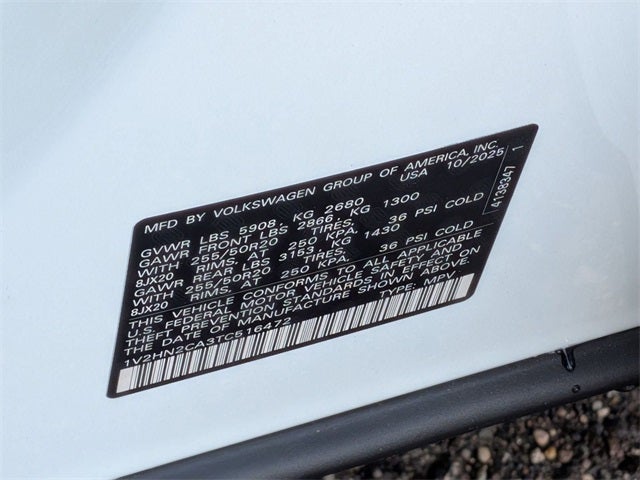 MFD BY VOLKSWAGEN GROUP OF AMERICA, INC.
USA 10/2025
GVWR LBS 5908, KG 2680
GAWR FRONT LBS 2866, KG 1300
WITH 255/50R20 TIRES,
8JX20 RIMS, AT 250 KPA, 36 PSI COLD
GAWR REAR LBS 3153, KG 1430
WITH 255/50R20 TIRES,
8JX20 RIMS, AT 250 KPA, 36 PSI COLD
THIS VEHICLE CONFORMS TO ALL APPLICABLE
U.S. FEDERAL MOTOR VEHICLE SAFETY AND
THEFT PREVENTION STANDARDS IN EFFECT ON
THE DATE OF MANUFACTURE SHOWN ABOVE.
1V2HN2CA3TC516472 TYPE: MPV
4138347 1